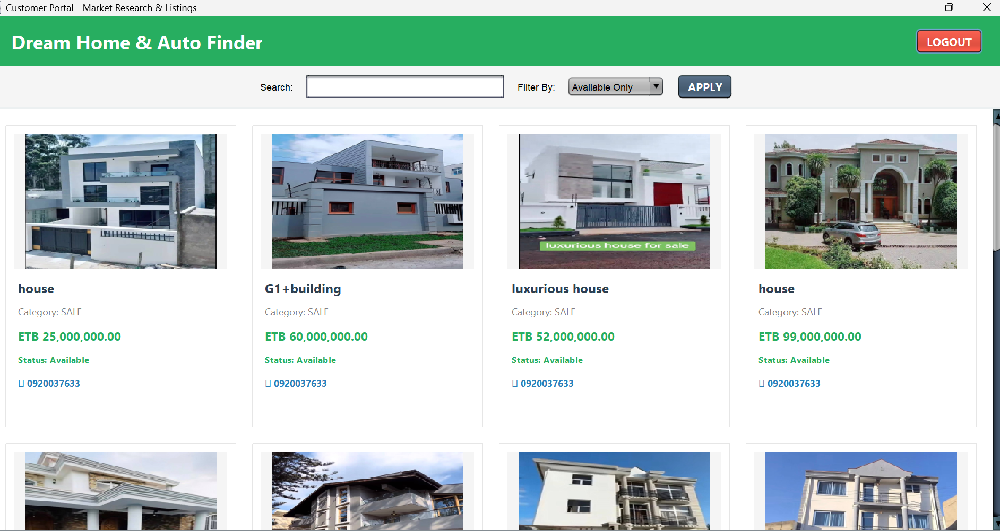 Customer Portal - Market Research & Listings
Dream Home & Auto Finder
LOGOUT
Search:
Filter By:
Available Only
APPLY
luxurious house for sale
house
Category: SALE
ETB 25,000,000.00
Status: Available
0920037633
G1+building
Category: SALE
ETB 60,000,000.00
Status: Available
0920037633
luxurious house
Category: SALE
ETB 52,000,000.00
Status: Available
0920037633
house
Category: SALE
ETB 99,000,000.00
Status: Available
0920037633